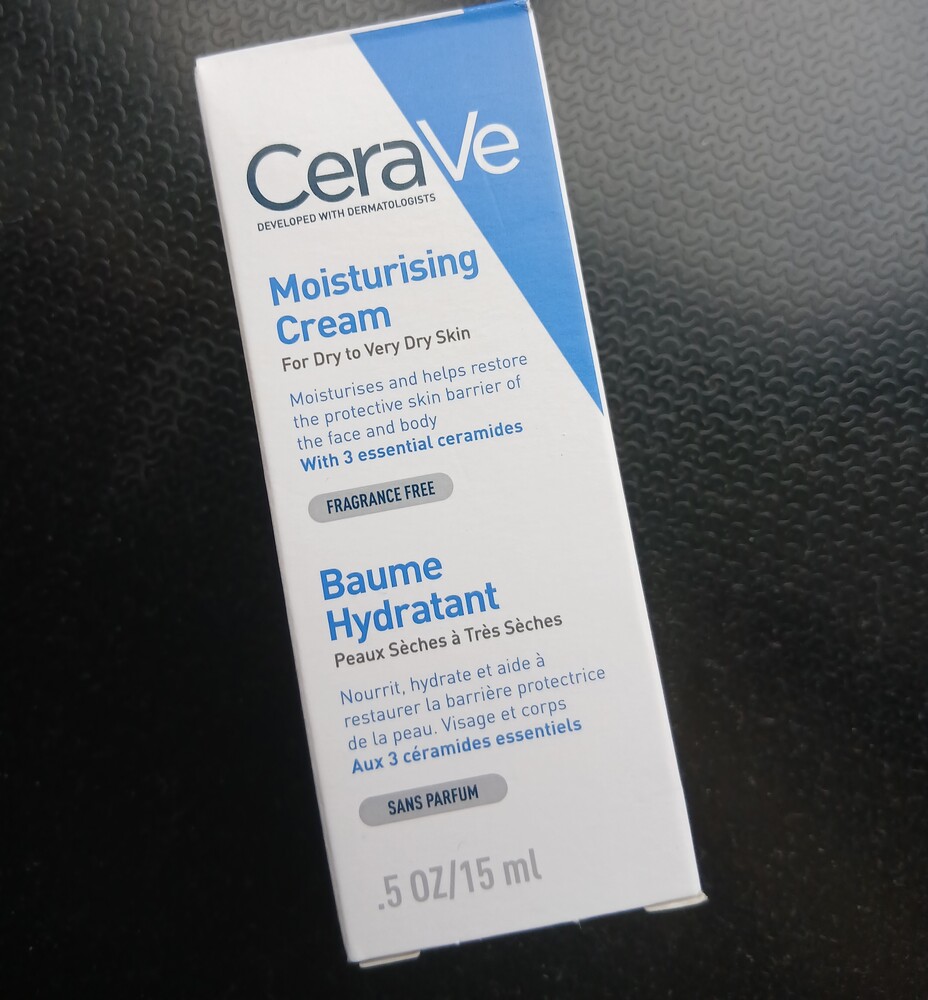 CeraVe
DEVELOPED WITH DERMATOLOGISTS
Moisturising
Cream
For Dry to Very Dry Skin
Moisturises and helps restore
the protective skin barrier of
the face and body
With 3 essential ceramides
FRAGRANCE FREE
Baume
Hydratant
Peaux Sèches à Très Sèches
Nourrit, hydrate et aide à
restaurer la barrière protectrice
de la peau. Visage et corps
Aux 3 céramides essentiels
SANS PARFUM
.5 OZ/15 ml